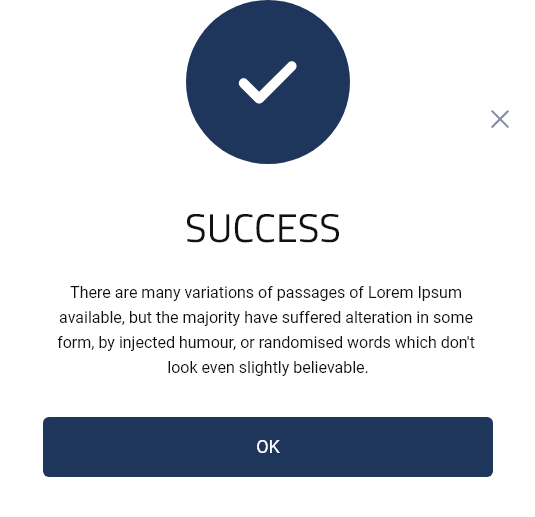 SUCCESS
There are many variations of passages of Lorem Ipsum
available, but the majority have suffered alteration in some
form, by injected humour, or randomised words which don't
look even slightly believable.
OK